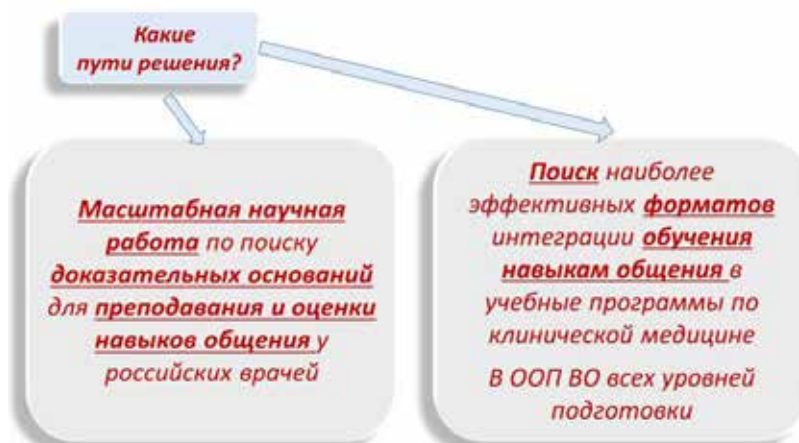 Какие
пути решения?
Масштабная научная
работа по поиску
доказательных оснований
для преподавания и оценки
навыков общения у
российских врачей
Поиск наиболее
эффективных форматов
интеграции обучения
навыкам общения в
учебные программы по
клинической медицине
В ООП ВО всех уровней
подготовки